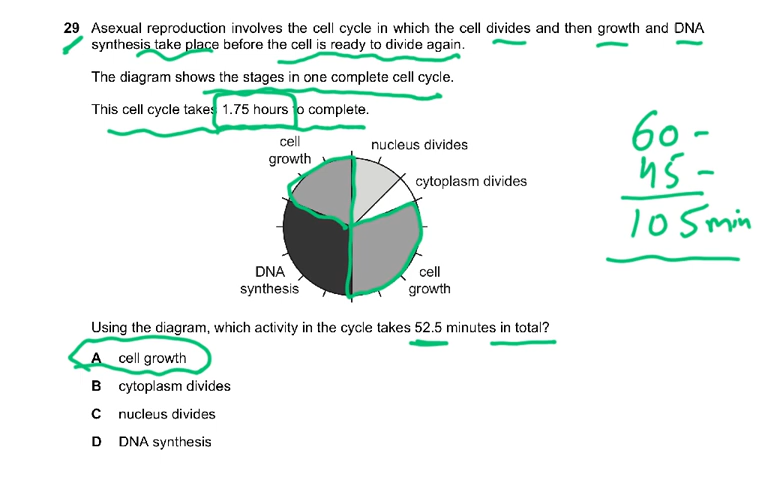 29 Asexual reproduction involves the cell cycle in which the cell divides and then growth and DNA
synthesis take place before the cell is ready to divide again.
The diagram shows the stages in one complete cell cycle.
This cell cycle takes 1.75 hours to complete.
60 -
45 -
105 min
cell
growth
nucleus divides
cytoplasm divides
DNA
synthesis
cell
growth
Using the diagram, which activity in the cycle takes 52.5 minutes in total?
A cell growth
B cytoplasm divides
C nucleus divides
D DNA synthesis